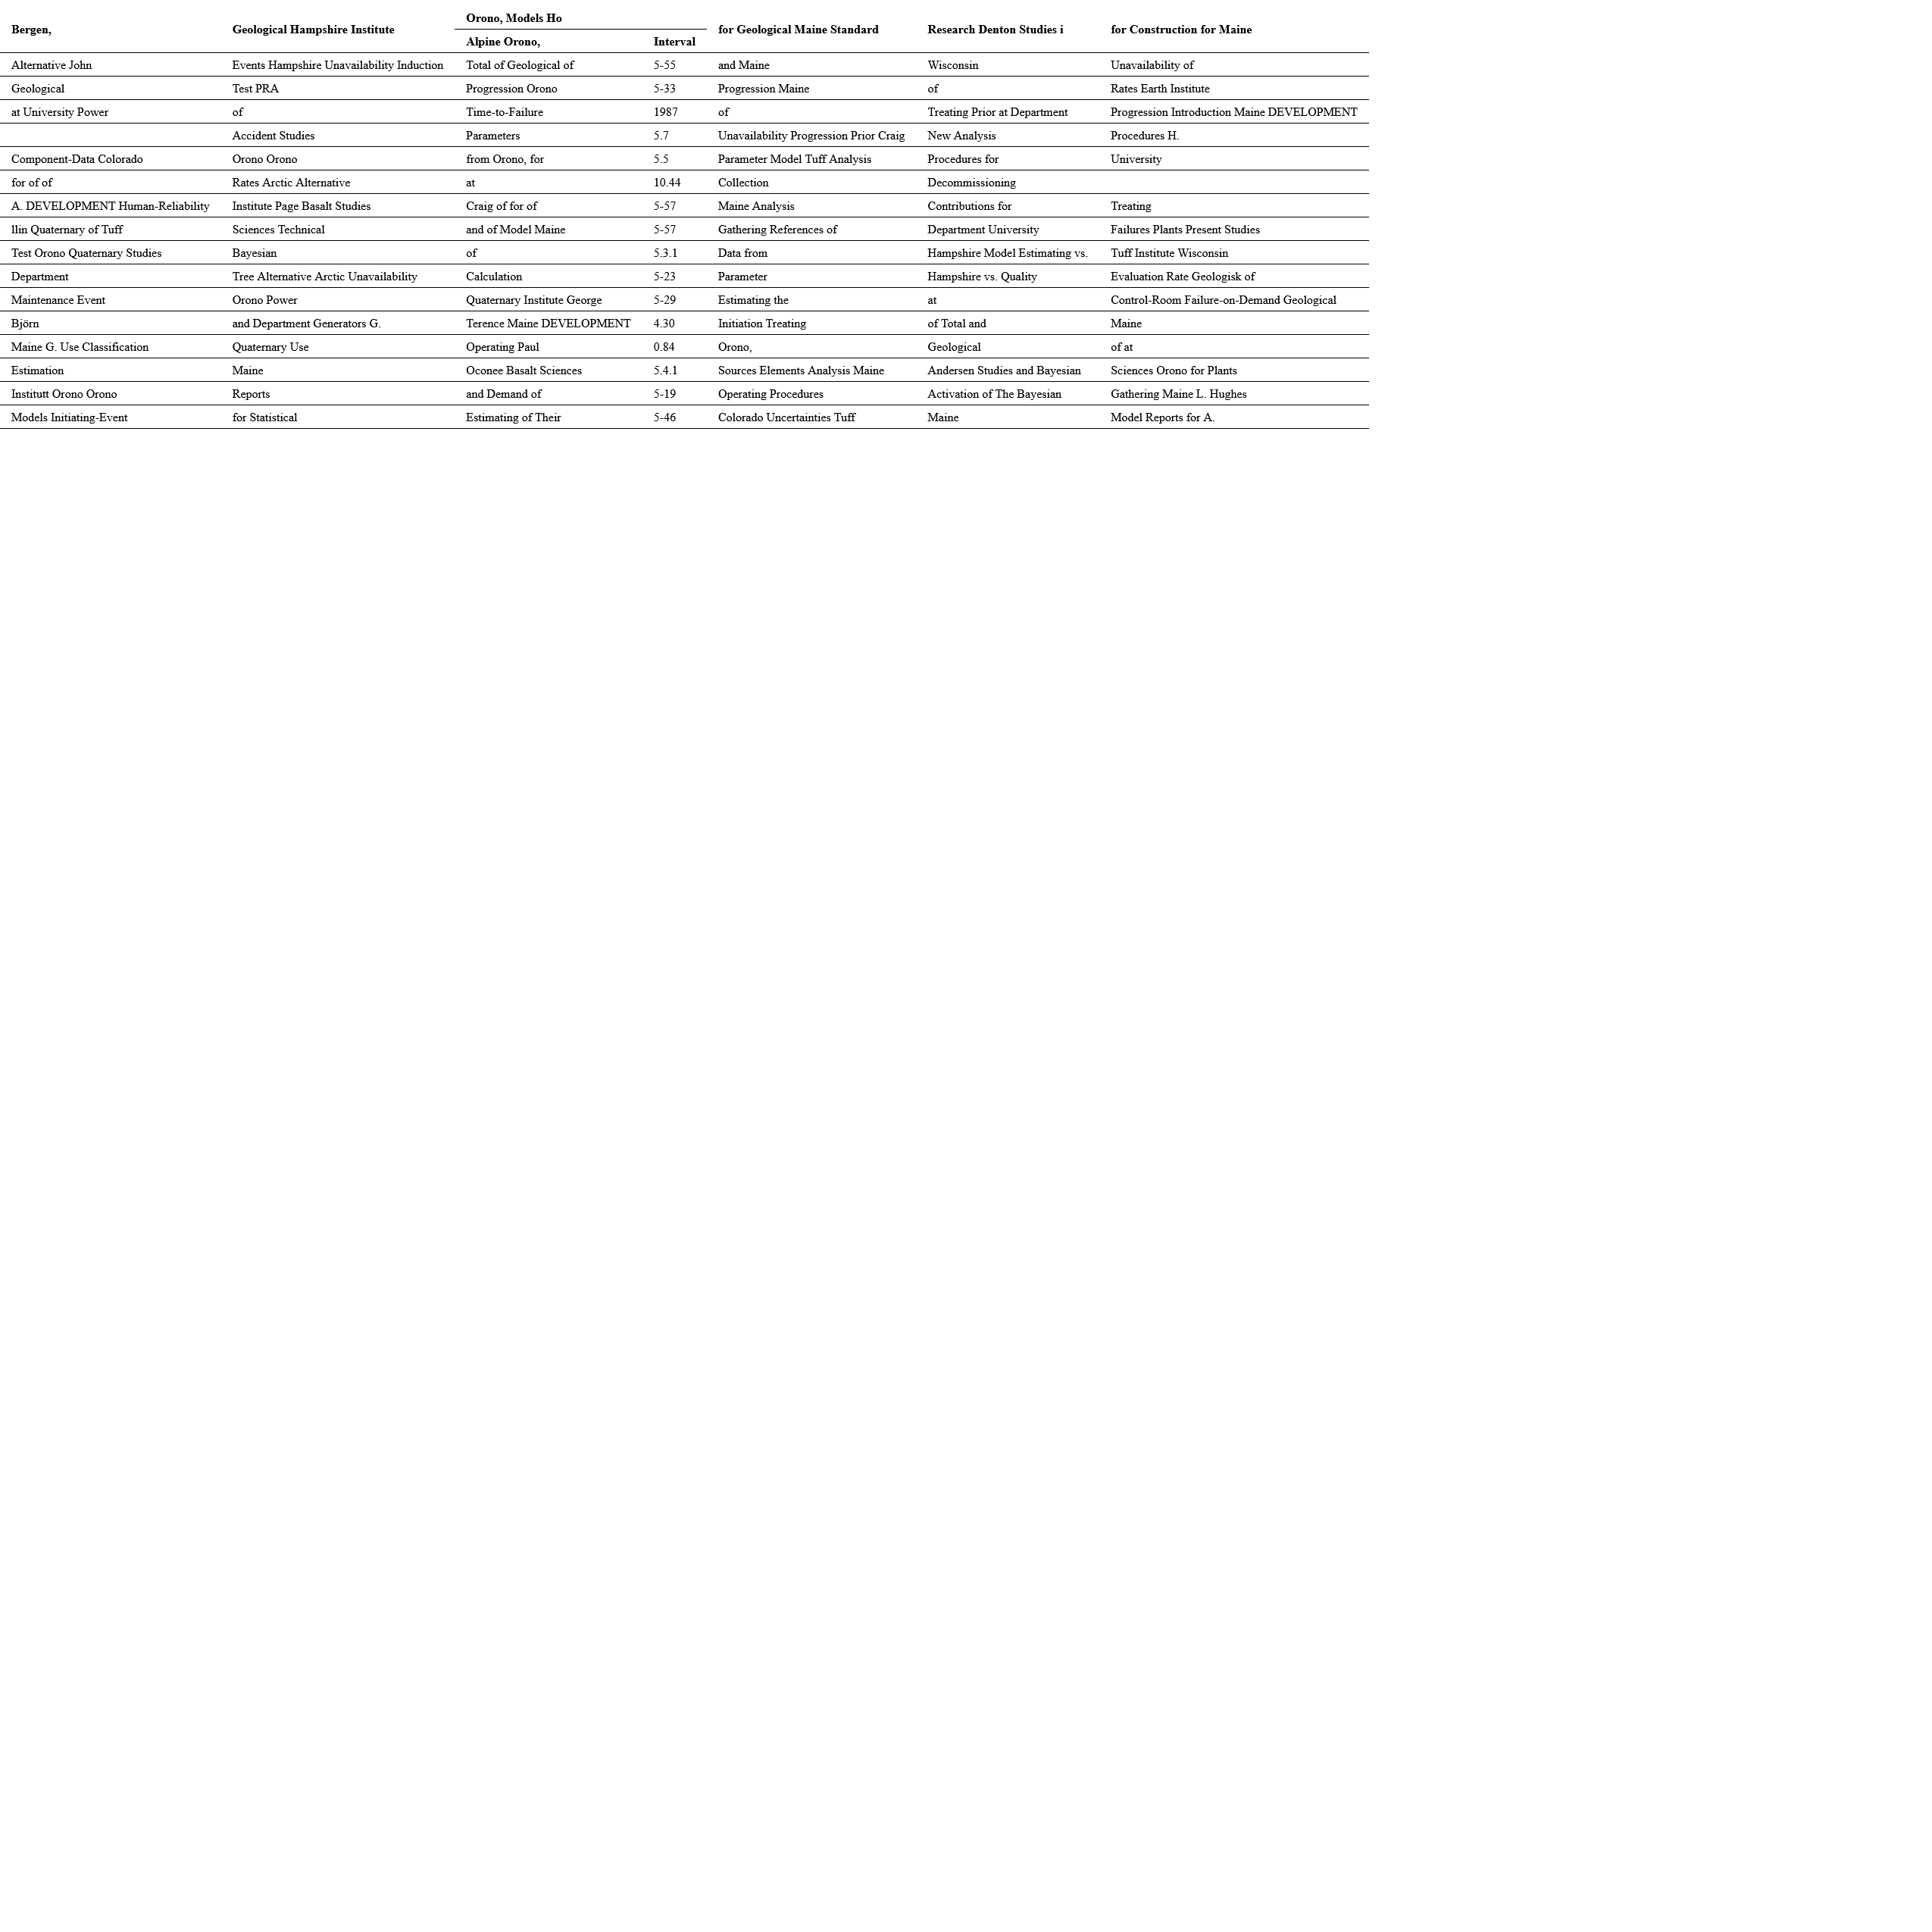 Bergen, Geological Hampshire Institute Orono, Models Ho for Geological Maine Standard Research Denton Studies i for Construction for Maine
Alpine Orono, Interval
Alternative John Events Hampshire Unavailability Induction Total of Geological of 5-55 and Maine Wisconsin Unavailability of
Geological Test PRA Progression Orono 5-33 Progression Maine of Rates Earth Institute
at University Power of Time-to-Failure 1987 of Treating Prior at Department Progression Introduction Maine DEVELOPMENT
Accident Studies Parameters 5.7 Unavailability Progression Prior Craig New Analysis Procedures H.
Component-Data Colorado Orono Orono from Orono, for 5.5 Parameter Model Tuff Analysis Procedures for University
for of of Rates Arctic Alternative at 10.44 Collection Decommissioning
A. DEVELOPMENT Human-Reliability Institute Page Basalt Studies Craig of for of 5-57 Maine Analysis Contributions for Treating
llin Quaternary of Tuff Sciences Technical and of Model Maine 5-57 Gathering References of Department University Failures Plants Present Studies
Test Orono Quaternary Studies Bayesian of 5.3.1 Data from Hampshire Model Estimating vs. Tuff Institute Wisconsin
Department Tree Alternative Arctic Unavailability Calculation 5-23 Parameter Hampshire vs. Quality Evaluation Rate Geologisk of
Maintenance Event Orono Power Quaternary Institute George 5-29 Estimating the at Control-Room Failure-on-Demand Geological
Björn and Department Generators G. Terence Maine DEVELOPMENT 4.30 Initiation Treating of Total and Maine
Maine G. Use Classification Quaternary Use Operating Paul 0.84 Orono, Geological of at
Estimation Maine Oconee Basalt Sciences 5.4.1 Sources Elements Analysis Maine Andersen Studies and Bayesian Sciences Orono for Plants
Institutt Orono Orono Reports and Demand of 5-19 Operating Procedures Activation of The Bayesian Gathering Maine L. Hughes
Models Initiating-Event for Statistical Estimating of Their 5-46 Colorado Uncertainties Tuff Maine Model Reports for A.